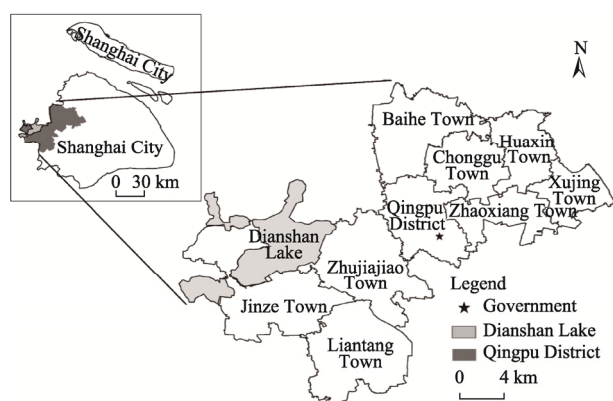 Shanghai City
Shanghai City
0 30 km
N
Baihe Town
Huaxin
Town
Chonggu
Town
Xujing
Town
Qingpu
District
Zhaoxiang Town
Dianshan
Lake
Zhujiajiao
Town
Jinze Town
Liantang
Town
Legend
Government
Dianshan Lake
Qingpu District
0 4 km